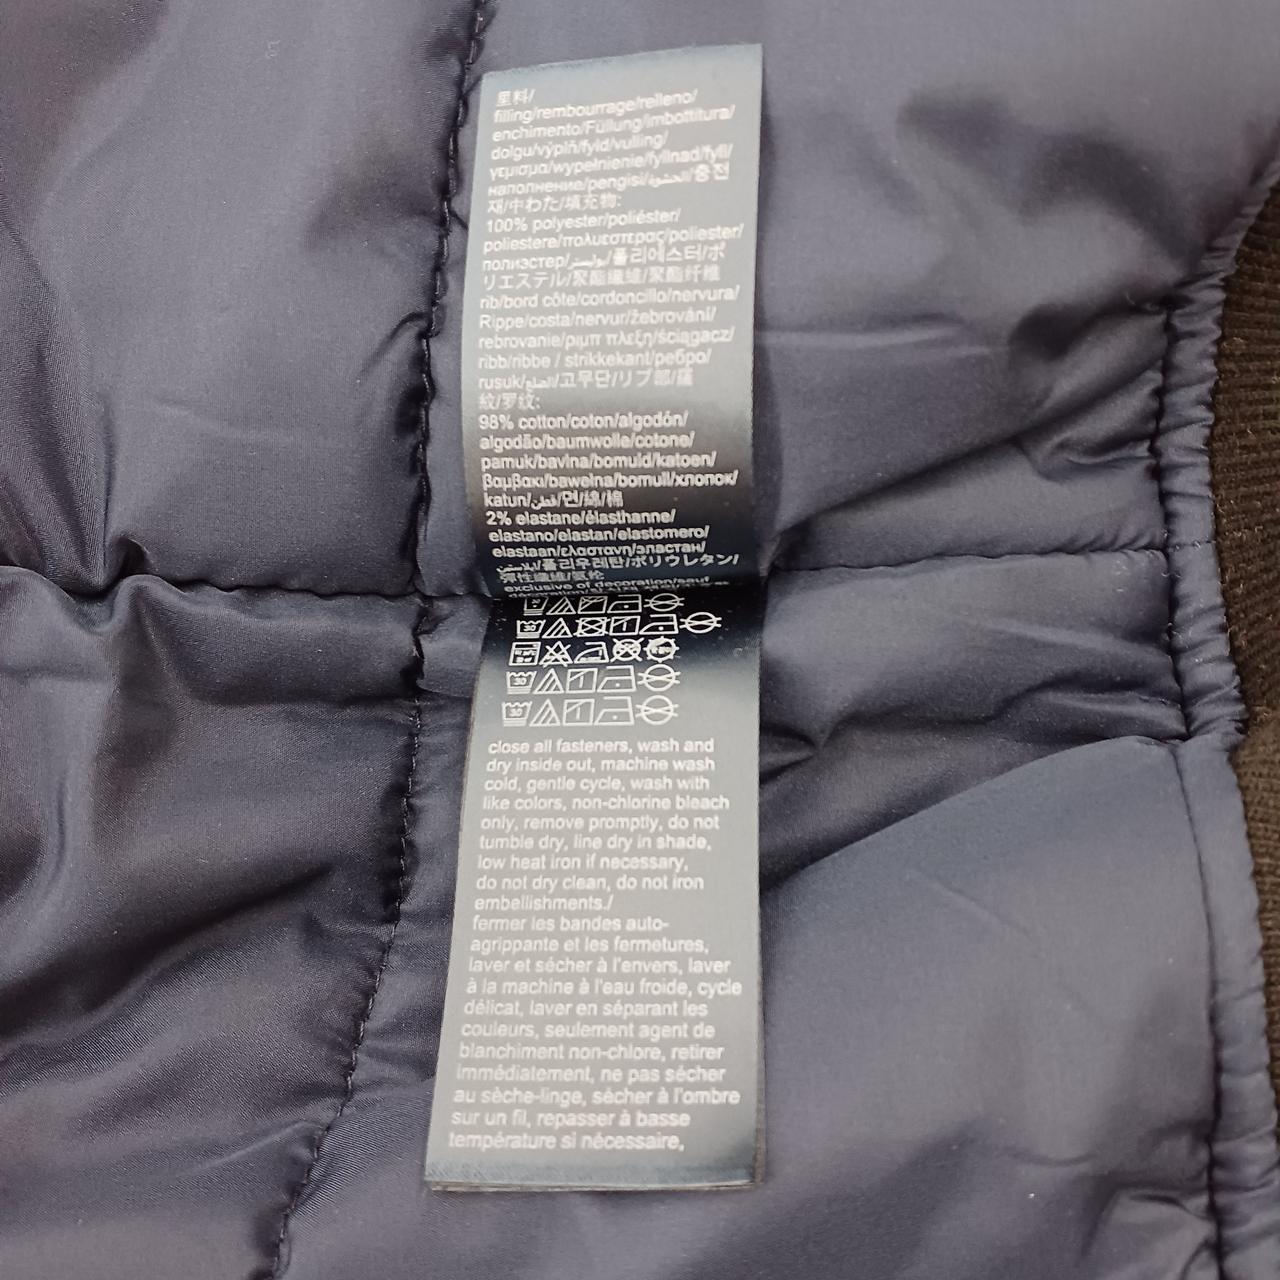 里料/
filling/rembourrage/relleno/
enchimento/Füllung/imbottitura/
dolgu/výplň/fyld/vulling/
γεμισμα/wypełnienie/fyllnad/fyll/
наполнение/pengisi/الحشوة/충전
재/中わた/填充物:
100% polyester/poliéster/
poliestere/πολυεστερας/poliester/
полиэстер/بوليستر/폴리에스터/ポ
リエステル/聚酯纖維/聚酯纤维
rib/bord côte/cordoncillo/nervura/
Rippe/costa/nervur/žebrování/
rebrovanie/ριμπ πλεξη/ściągacz/
ribb/ribbe / strikkekant/ребро/
rusuk/الضلع/고무단/リブ部/羅
紋/罗纹:
98% cotton/coton/algodón/
algodão/baumwolle/cotone/
pamuk/bavlna/bomuld/katoen/
βαμβακι/bawełna/bomull/хлопок/
katun/قطن/면/綿/棉
2% elastane/élasthanne/
elastano/elastan/elastomero/
elastaan/ελαστανη/эластан/
폴리우레탄/ポリウレタン/
彈性纖維/氨纶
exclusive of decoration/sauf
30
30
30
close all fasteners, wash and
dry inside out, machine wash
cold, gentle cycle, wash with
like colors, non-chlorine bleach
only, remove promptly, do not
tumble dry, line dry in shade,
low heat iron if necessary,
do not dry clean, do not iron
embellishments./
fermer les bandes auto-
agrippante et les fermetures,
laver et sécher à l'envers, laver
à la machine à l'eau froide, cycle
délicat, laver en séparant les
couleurs, seulement agent de
blanchiment non-chlore, retirer
immédiatement, ne pas sécher
au sèche-linge, sécher à l'ombre
sur un fil, repasser à basse
température si nécessaire,